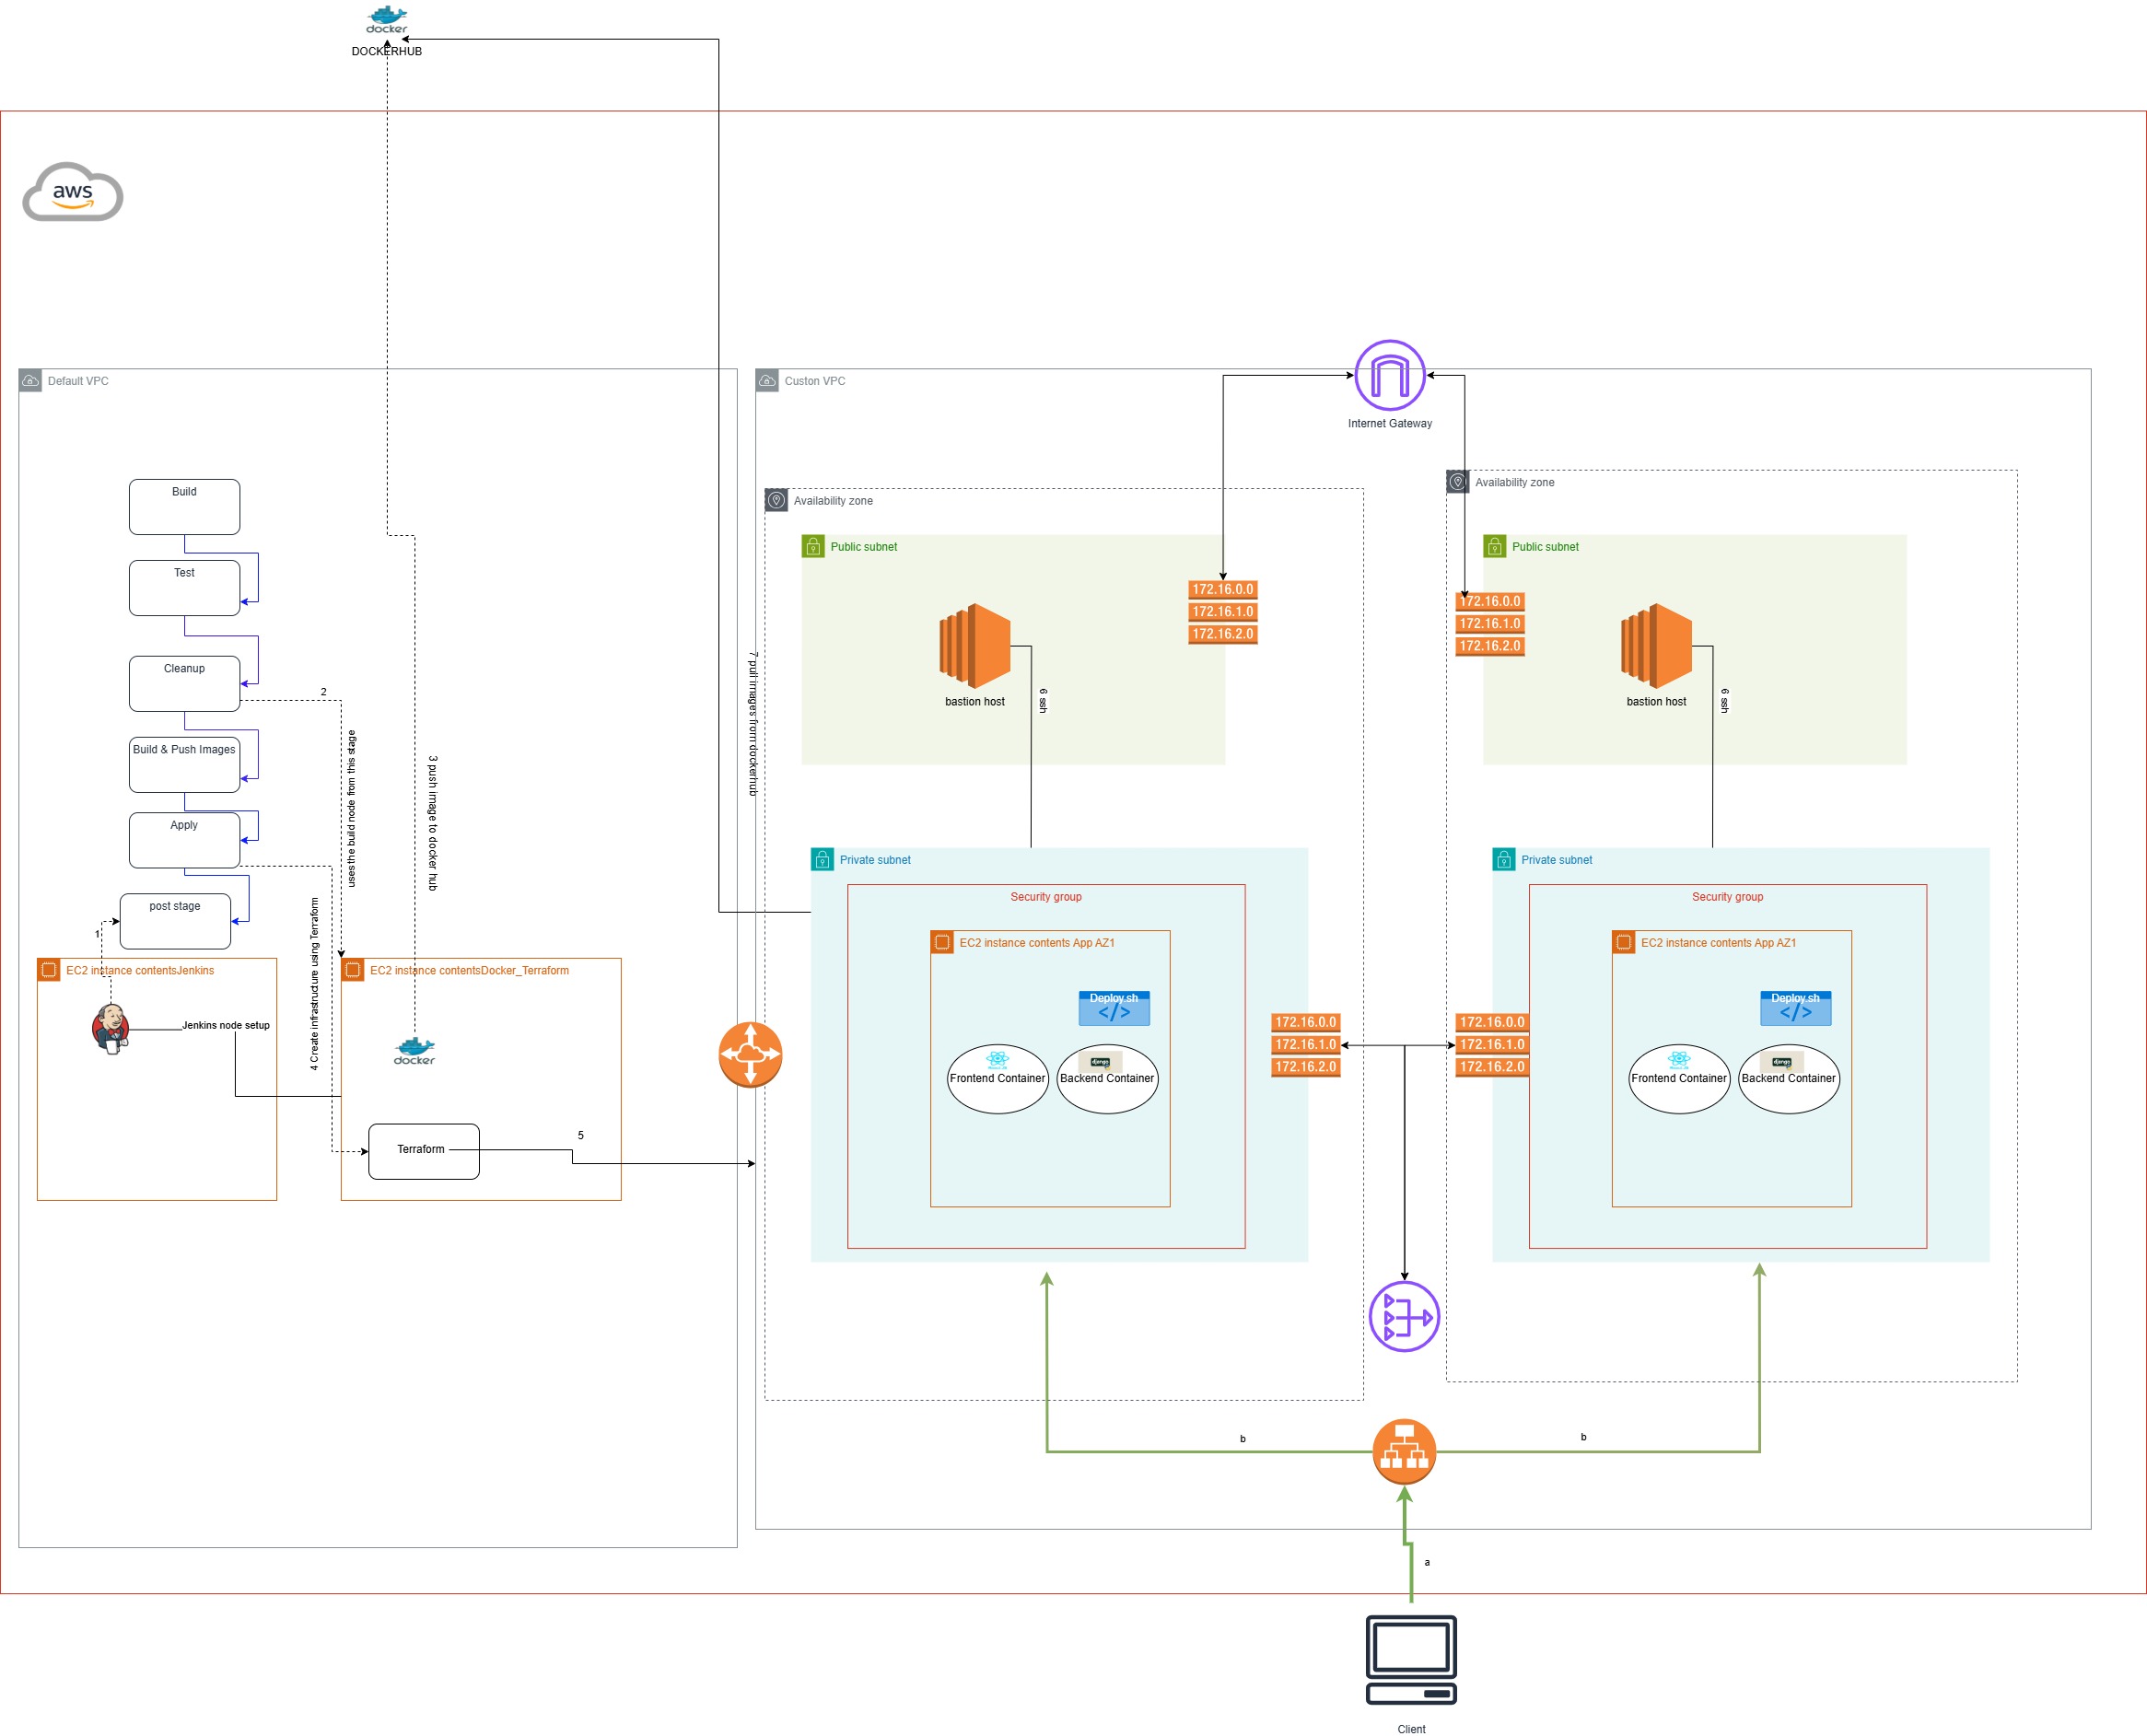 docker
DOCKERHUB
aws
Default VPC
Build
Test
Cleanup
2
Build & Push Images
Apply
post stage
1
uses the build node from this stage
3 push image to docker hub
4 Create infrastructure using Terraform
EC2 instance contentsJenkins
Jenkins node setup
EC2 instance contentsDocker_Terraform
docker
Terraform
5
7 pull images from dockerhub
Custon VPC
Internet Gateway
Availability zone
Public subnet
172.16.0.0
172.16.1.0
172.16.2.0
bastion host
6 ssh
Private subnet
Security group
EC2 instance contents App AZ1
Deploy.sh
</>
Frontend Container
django
Backend Container
172.16.0.0
172.16.1.0
172.16.2.0
Availability zone
Public subnet
172.16.0.0
172.16.1.0
172.16.2.0
bastion host
6 ssh
Private subnet
Security group
EC2 instance contents App AZ1
Deploy.sh
</>
Frontend Container
django
Backend Container
172.16.0.0
172.16.1.0
172.16.2.0
b
b
a
Client